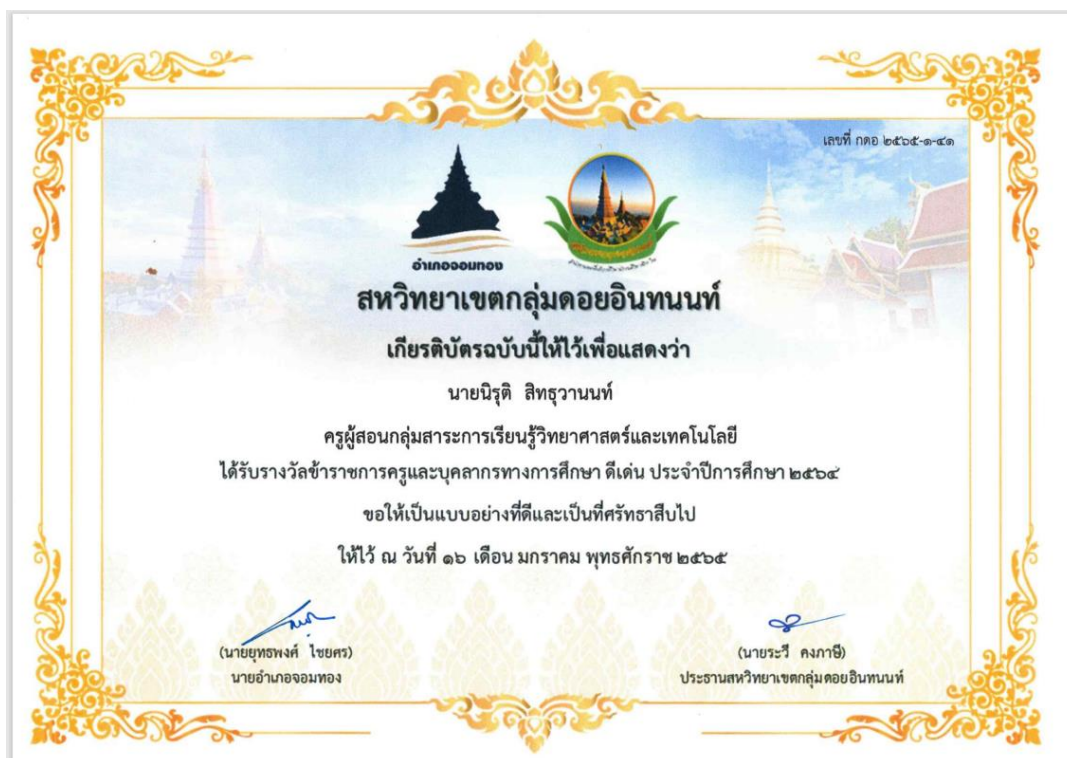 เลขที่ กดอ ๒๕๖๕-๑-๔๑
อำเภอจอมทอง
สหวิทยาเขตกลุ่มดอยอินทนนท์
เกียรติบัตรฉบับนี้ให้ไว้เพื่อแสดงว่า
นายนิรุติ สิทธุวานนท์
ครูผู้สอนกลุ่มสาระการเรียนรู้วิทยาศาสตร์และเทคโนโลยี
ได้รับรางวัลข้าราชการครูและบุคลากรทางการศึกษา ดีเด่น ประจำปีการศึกษา ๒๕๖๔
ขอให้เป็นแบบอย่างที่ดีและเป็นที่ศรัทธาสืบไป
ให้ไว้ ณ วันที่ ๑๖ เดือน มกราคม พุทธศักราช ๒๕๖๕
(นายยุทธพงศ์ ไชยศร)
นายอำเภอจอมทอง
(นายระวี คงภาษี)
ประธานสหวิทยาเขตกลุ่มดอยอินทนนท์